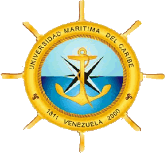 UNIVERSIDAD MARITIMA DEL CARIBE
1811 VENEZUELA 2000